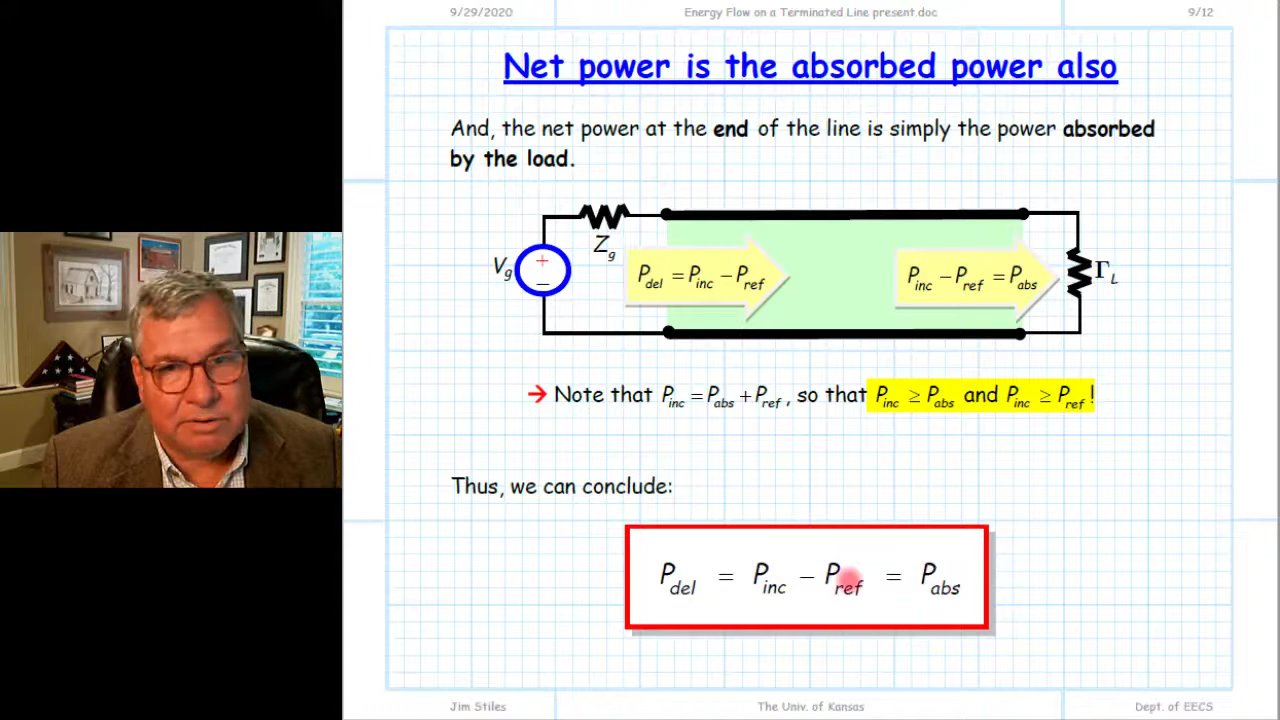 9/29/2020 Energy Flow on a Terminated Line present.doc 9/12
Net power is the absorbed power also
And, the net power at the end of the line is simply the power absorbed
by the load.
Z_g
V_g
+
−
P_del = P_inc − P_ref
P_inc − P_ref = P_abs
Γ_L
→ Note that P_inc = P_abs + P_ref, so that P_inc ≥ P_abs and P_inc ≥ P_ref!
Thus, we can conclude:
P_del = P_inc − P_ref = P_abs
Jim Stiles The Univ. of Kansas Dept. of EECS